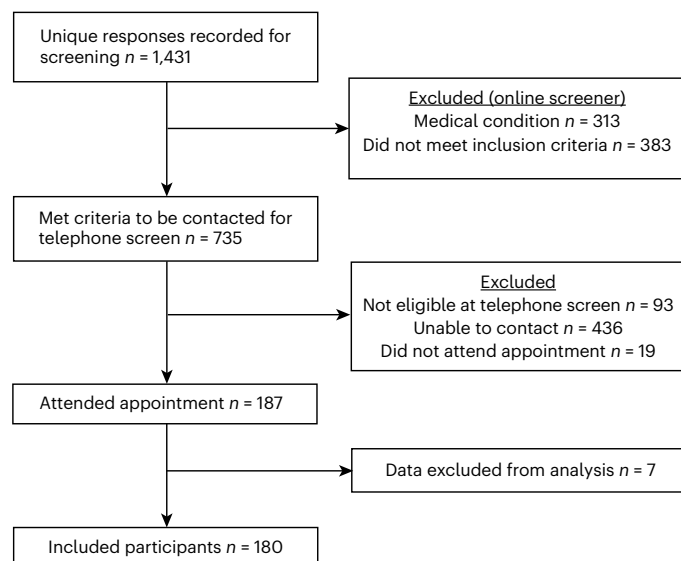 Unique responses recorded for
screening n = 1,431
Excluded (online screener)
Medical condition n = 313
Did not meet inclusion criteria n = 383
Met criteria to be contacted for
telephone screen n = 735
Excluded
Not eligible at telephone screen n = 93
Unable to contact n = 436
Did not attend appointment n = 19
Attended appointment n = 187
Data excluded from analysis n = 7
Included participants n = 180